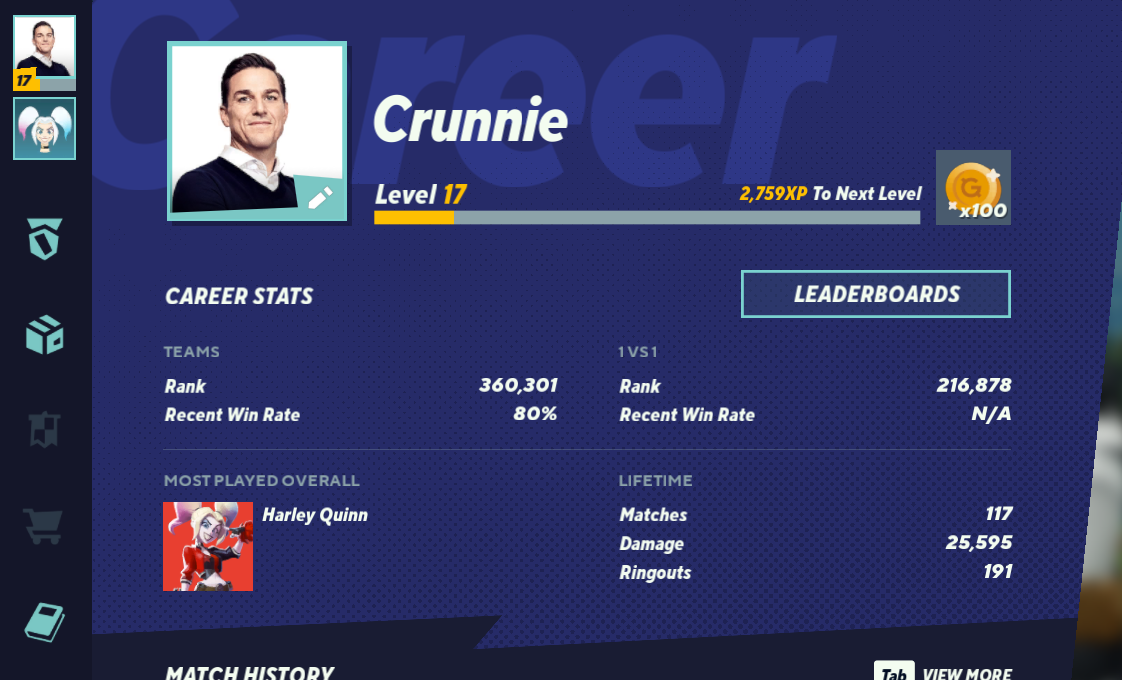 Career
17
Crunnie
Level 17
2,759XP To Next Level
G
x100
CAREER STATS
LEADERBOARDS
TEAMS
Rank 360,301
Recent Win Rate 80%
1 VS 1
Rank 216,878
Recent Win Rate N/A
MOST PLAYED OVERALL
Harley Quinn
LIFETIME
Matches 117
Damage 25,595
Ringouts 191
MATCH HISTORY
Tab VIEW MORE